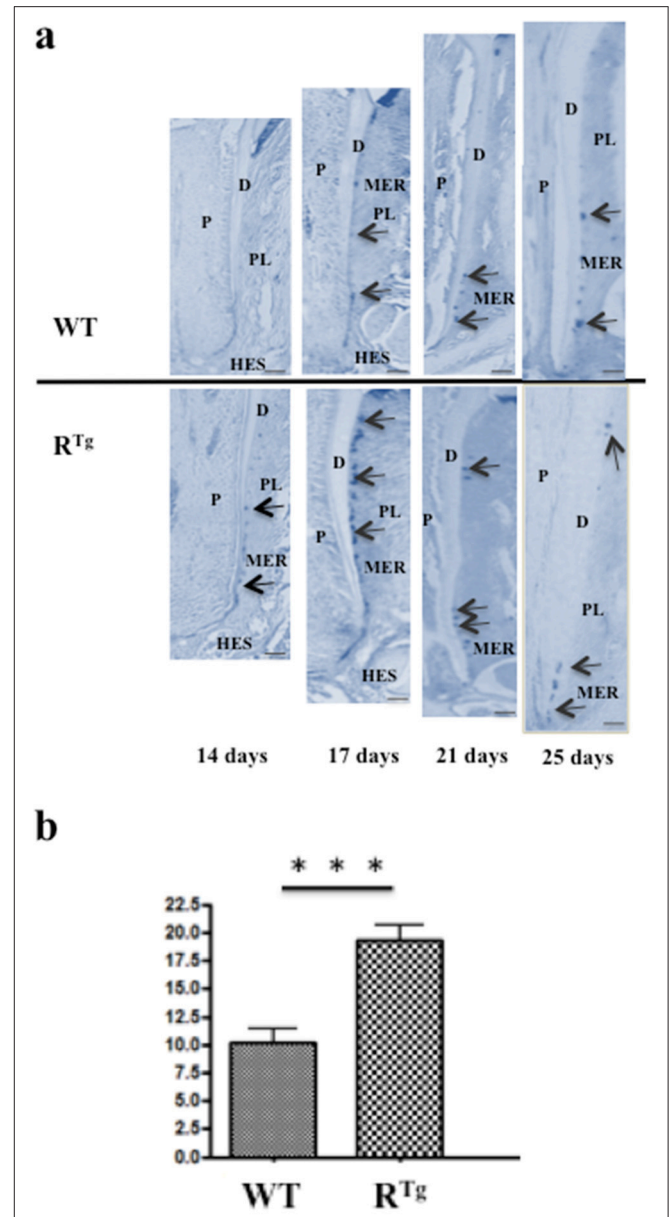 a
D
P
PL
HES
D
P
MER
PL
HES
D
P
MER
D
PL
P
MER
WT
R^Tg
D
PL
P
MER
HES
D
PL
P
MER
HES
D
P
MER
P
D
PL
MER
14 days 17 days 21 days 25 days
b
* * *
22.5
20.0
17.5
15.0
12.5
10.0
7.5
5.0
2.5
0.0
WT R^Tg